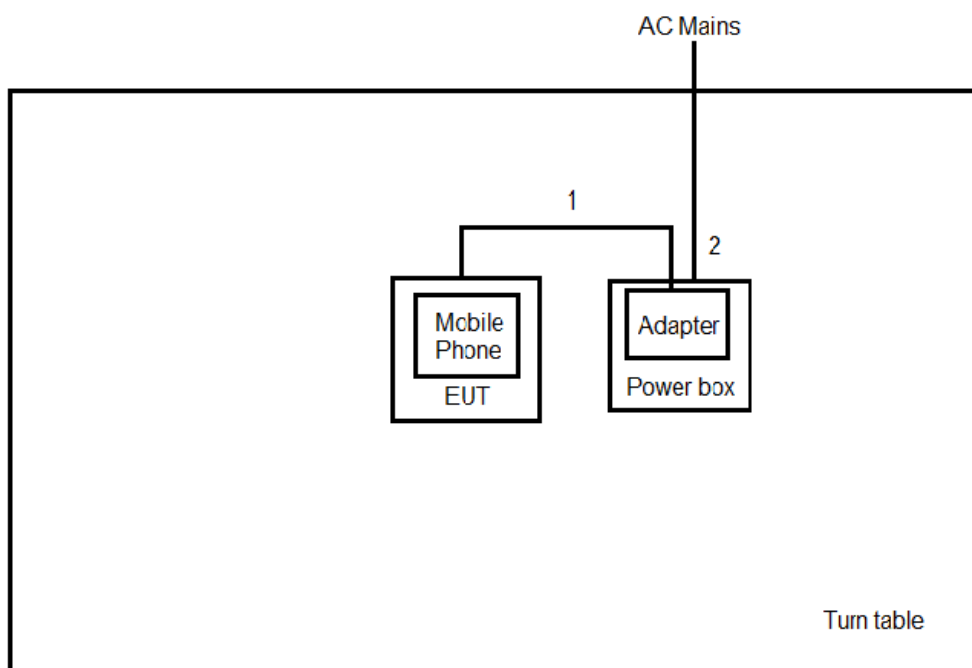 AC Mains
1
2
Mobile
Phone
EUT
Adapter
Power box
Turn table